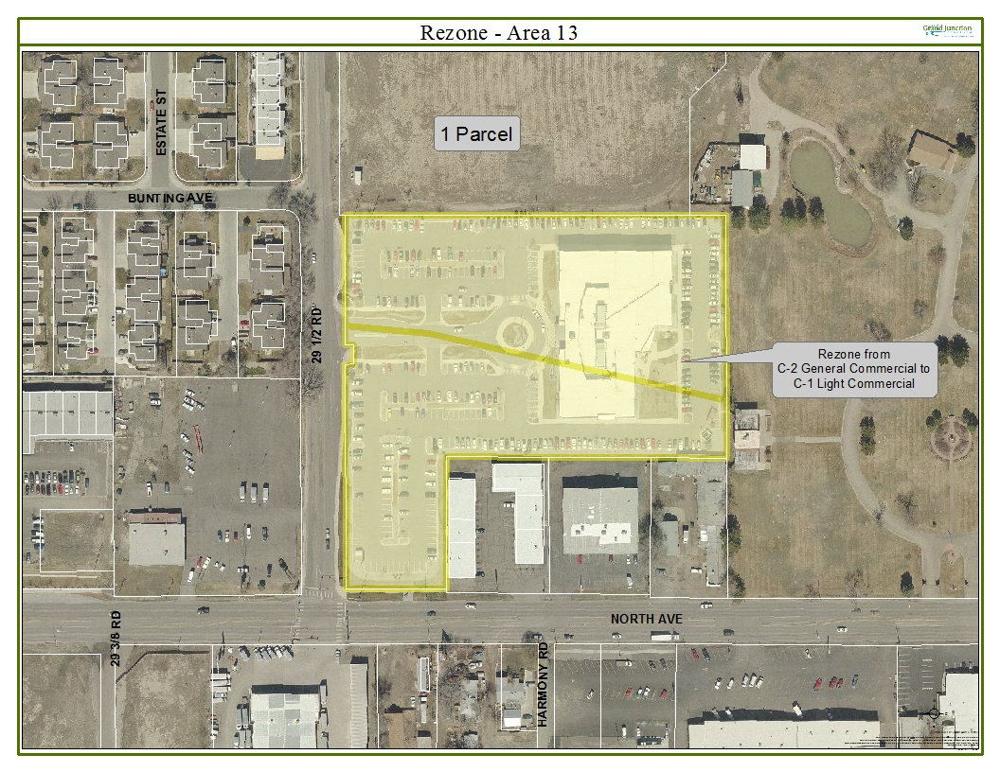 Rezone - Area 13
Grand Junction
1 Parcel
ESTATE ST
BUNTING AVE
29 1/2 RD
Rezone from
C-2 General Commercial to
C-1 Light Commercial
NORTH AVE
29 3/8 RD
HARMONY RD